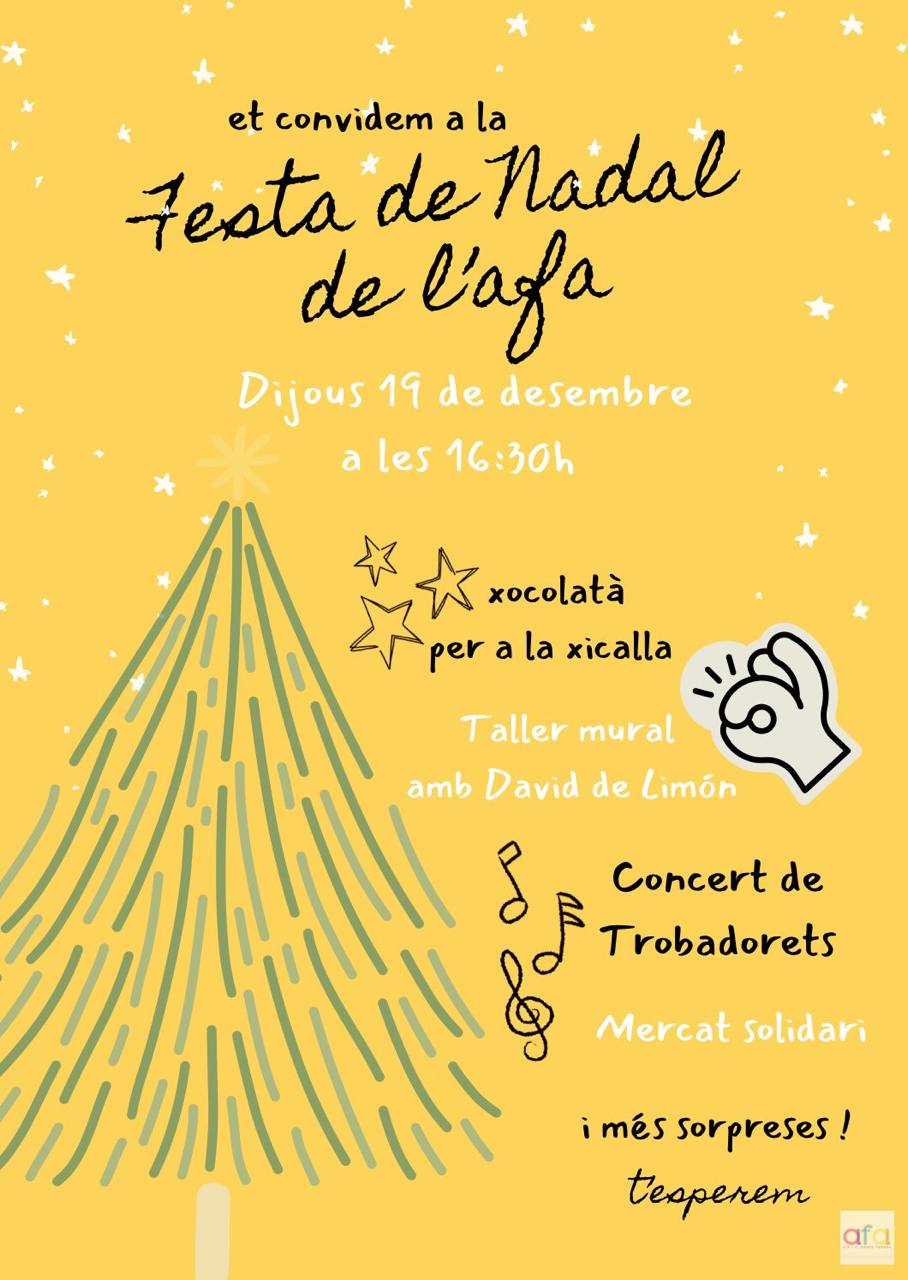 et convidem a la
Festa de Nadal
de l'afa
Dijous 19 de desembre
a les 16:30h
xocolatà
per a la xicalla
Taller mural
amb David de Limón
Concert de
Trobadorets
Mercat solidari
i més sorpreses !
t'esperem
afa